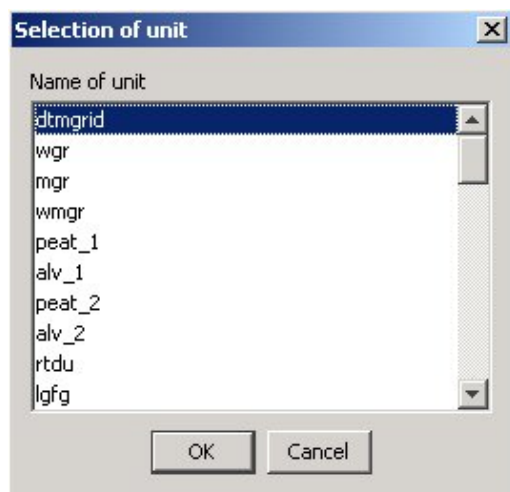 Selection of unit
Name of unit
dtmgrid
wgr
mgr
wmgr
peat_1
alv_1
peat_2
alv_2
rtdu
lgfg
OK Cancel